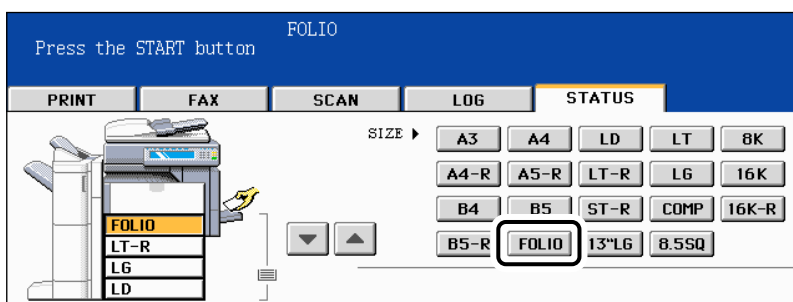 FOLIO
Press the START button
PRINT FAX SCAN LOG STATUS
SIZE A3 A4 LD LT 8K
A4-R A5-R LT-R LG 16K
B4 B5 ST-R COMP 16K-R
B5-R FOLIO 13"LG 8.5SQ
FOLIO
LT-R
LG
LD